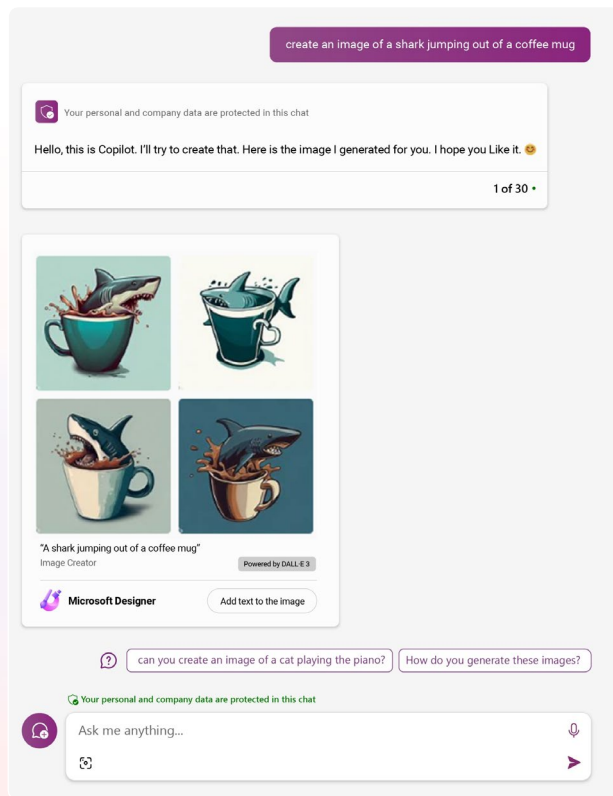 create an image of a shark jumping out of a coffee mug
Your personal and company data are protected in this chat
Hello, this is Copilot. I'll try to create that. Here is the image I generated for you. I hope you Like it. 😊
1 of 30
"A shark jumping out of a coffee mug"
Image Creator
Powered by DALL·E 3
Microsoft Designer
Add text to the image
can you create an image of a cat playing the piano?
How do you generate these images?
Your personal and company data are protected in this chat
Ask me anything...